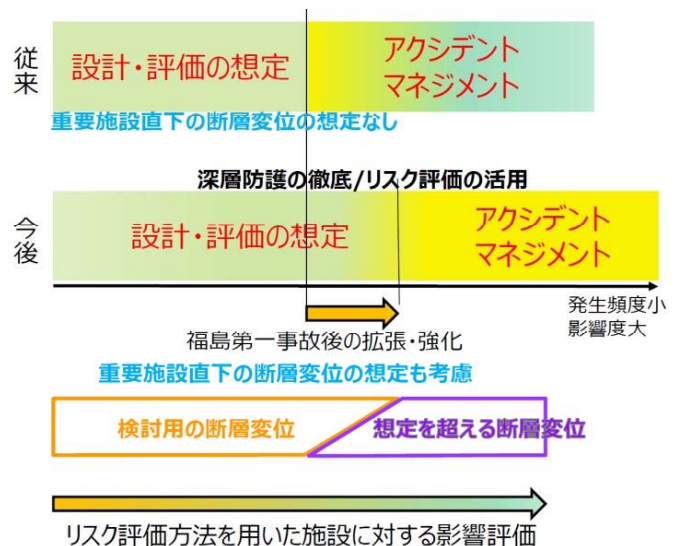 従来
設計・評価の想定
アクシデント
マネジメント
重要施設直下の断層変位の想定なし
深層防護の徹底/リスク評価の活用
今後
設計・評価の想定
アクシデント
マネジメント
発生頻度小
影響度大
福島第一事故後の拡張・強化
重要施設直下の断層変位の想定も考慮
検討用の断層変位
想定を超える断層変位
リスク評価方法を用いた施設に対する影響評価